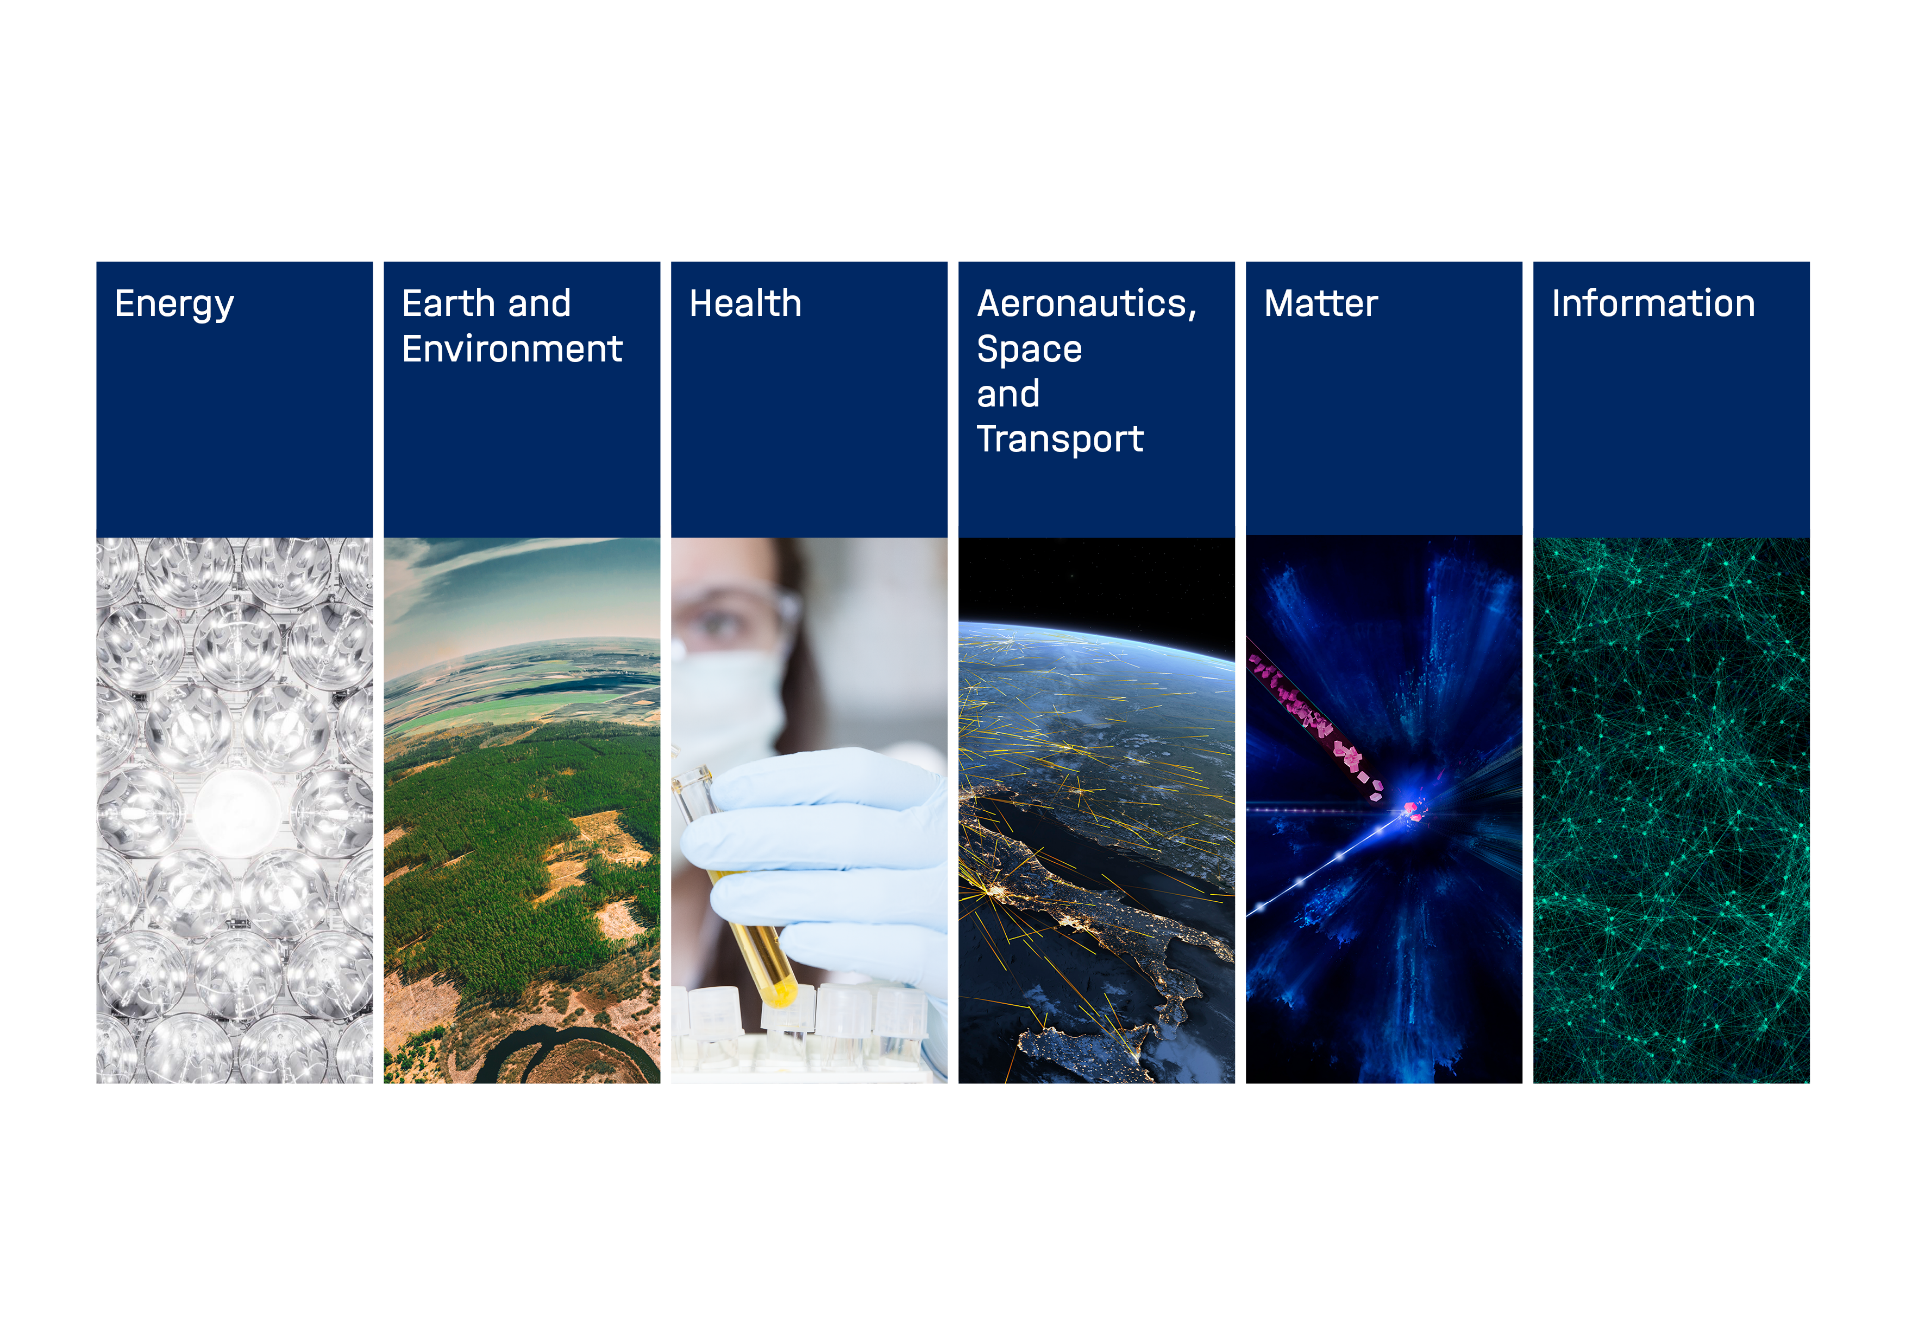 Energy
Earth and
Environment
Health
Aeronautics,
Space
and
Transport
Matter
Information